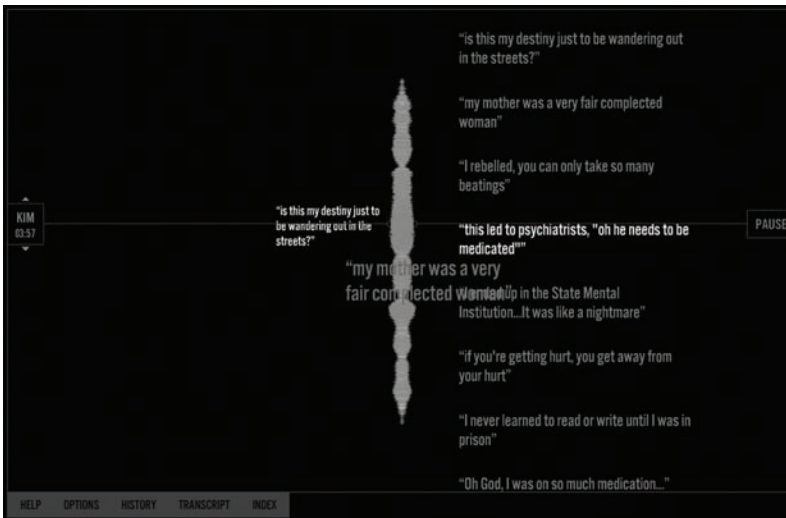 “is this my destiny just to be wandering out
in the streets?”
“my mother was a very fair complected
woman”
“I rebelled, you can only take so many
beatings”
KIM
03:57
“is this my destiny just to
be wandering out in the
streets?”
“this led to psychiatrists, "oh he needs to be
medicated"”
PAUSE
“my mother was a very
fair complected woman”
up in the State Mental
Institution...It was like a nightmare”
“if you're getting hurt, you get away from
your hurt”
“I never learned to read or write until I was in
prison”
“Oh God, I was on so much medication...”
HELP OPTIONS HISTORY TRANSCRIPT INDEX